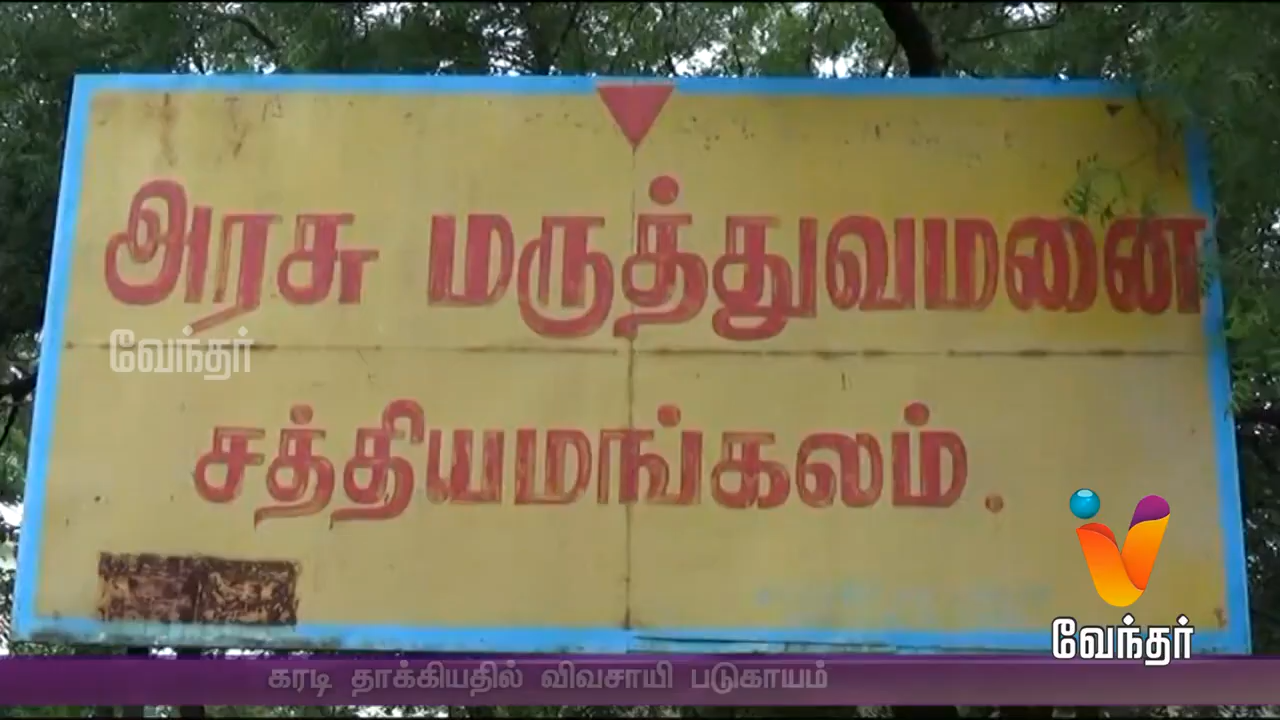 அரசு மருத்துவமனை
வேந்தர்
சத்தியமங்கலம்.
வேந்தர்
கரடி தாக்கியதில் விவசாயி படுகாயம்